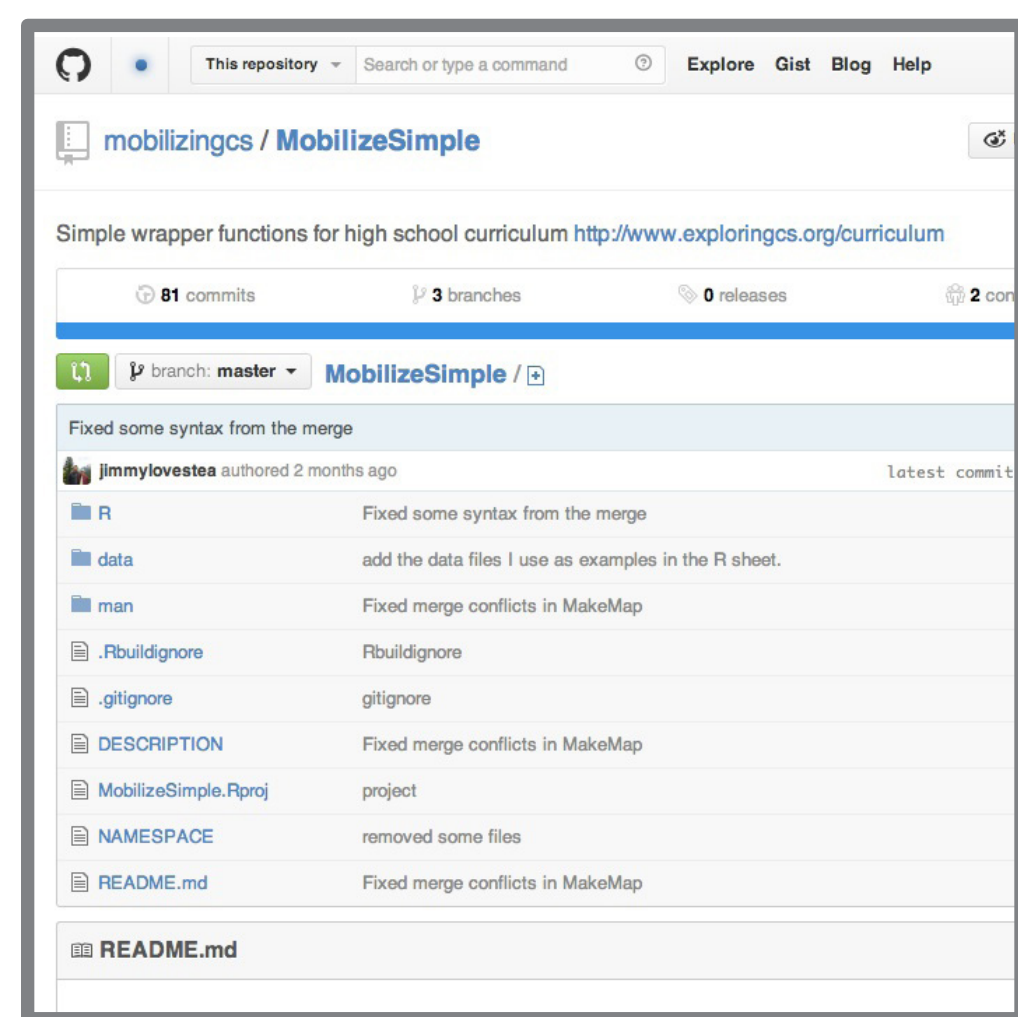 This repository Search or type a command Explore Gist Blog Help
mobilizingcs / MobilizeSimple
Simple wrapper functions for high school curriculum http://www.exploringcs.org/curriculum
81 commits 3 branches 0 releases 2 con
branch: master MobilizeSimple /
Fixed some syntax from the merge
jimmylovestea authored 2 months ago latest commit
R Fixed some syntax from the merge
data add the data files I use as examples in the R sheet.
man Fixed merge conflicts in MakeMap
.Rbuildignore Rbuildignore
.gitignore gitignore
DESCRIPTION Fixed merge conflicts in MakeMap
MobilizeSimple.Rproj project
NAMESPACE removed some files
README.md Fixed merge conflicts in MakeMap
README.md